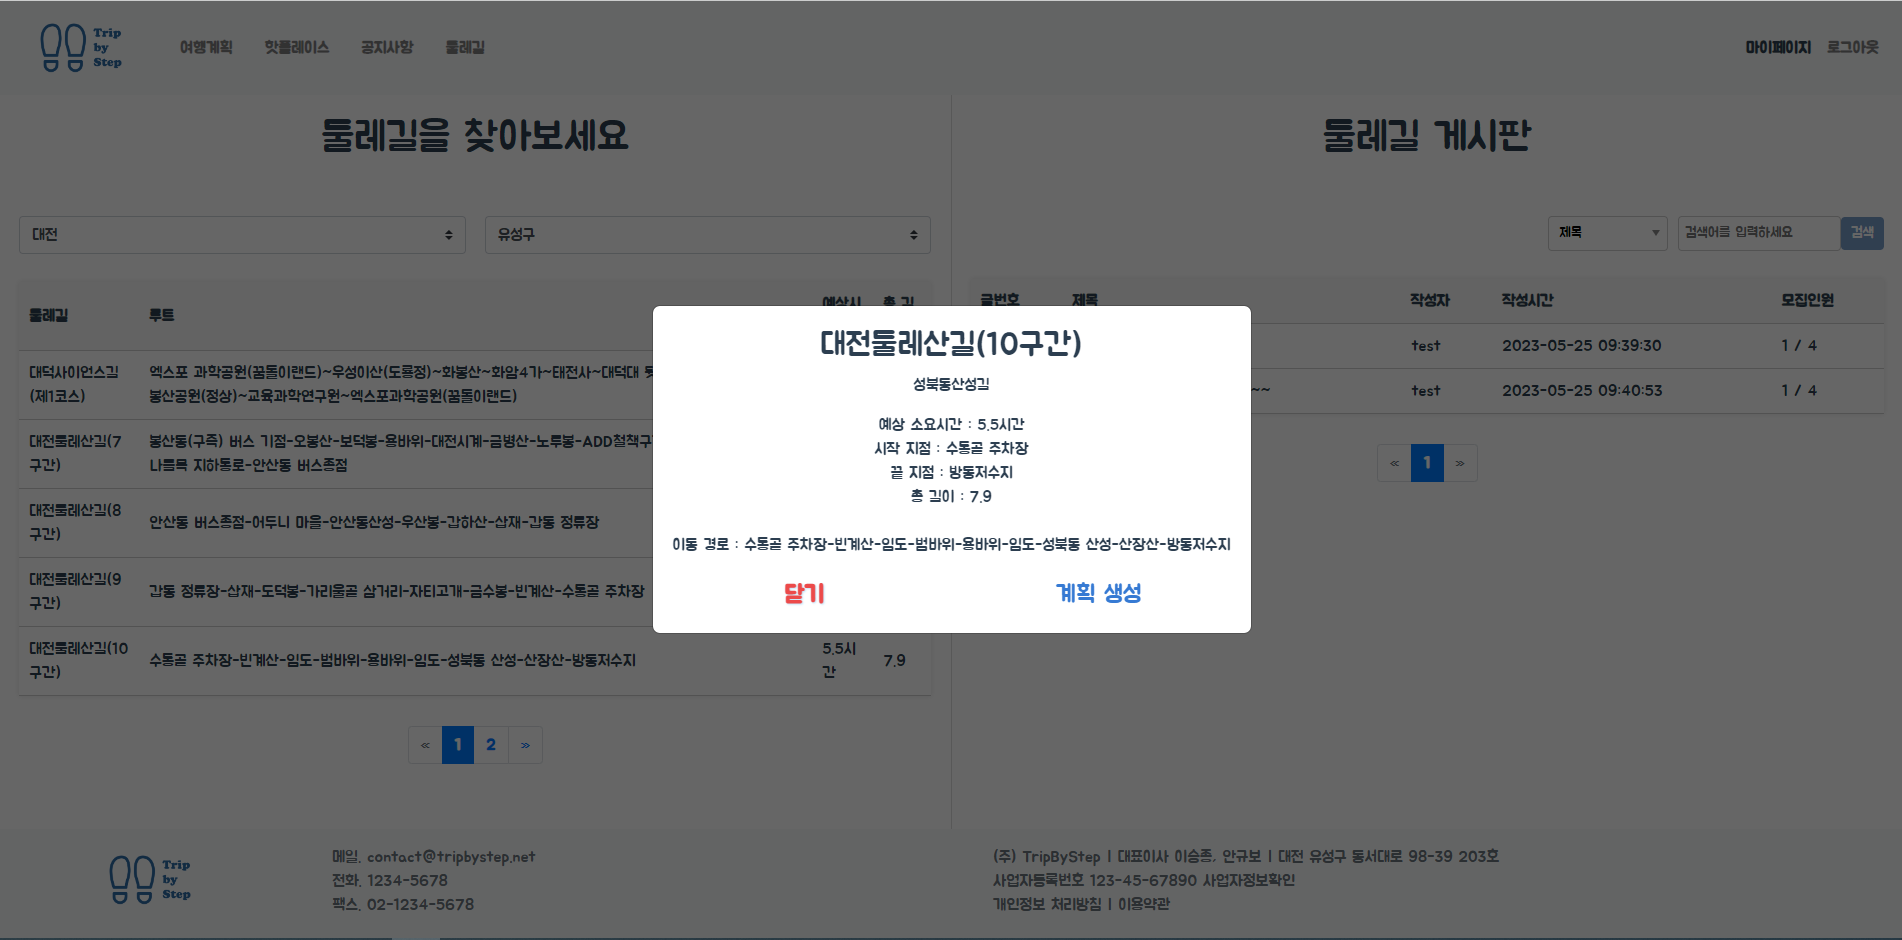 Trip
by
Step
여행계획 핫플레이스 공지사항 둘레길
마이페이지 로그아웃
둘레길을 찾아보세요
대전 유성구
둘레길 루트 예상시 총 길
대덕사이언스길
(제1코스)
엑스포 과학공원(꿈돌이랜드)~우성이산(도룡정)~화봉산~화암4가~태전사~대덕대
봉산공원(정상)~교육과학연구원~엑스포과학공원(꿈돌이랜드)
대전둘레산길(7
구간)
봉산동(구즉) 버스 기점-오봉산-보덕봉-용바위-대전시계-금병산-노루봉-ADD철책구
나들목 지하통로-안산동 버스종점
대전둘레산길(8
구간)
안산동 버스종점-어두니 마을-안산동산성-우산봉-갑하산-삽재-갑동 정류장
대전둘레산길(9
구간)
갑동 정류장-삽재-도덕봉-가리울골 삼거리-자티고개-금수봉-빈계산-수통골 주차장
대전둘레산길(10
구간)
수통골 주차장-빈계산-임도-범바위-용바위-임도-성북동 산성-산장산-방동저수지
5.5시
간
7.9
« 1 2 »
둘레길 게시판
제목 검색어를 입력하세요 검색
글번호 제목 작성자 작성시간 모집인원
test 2023-05-25 09:39:30 1 / 4
~~ test 2023-05-25 09:40:53 1 / 4
« 1 »
대전둘레산길(10구간)
성북동산성길
예상 소요시간 : 5.5시간
시작 지점 : 수통골 주차장
끝 지점 : 방동저수지
총 길이 : 7.9
이동 경로 : 수통골 주차장-빈계산-임도-범바위-용바위-임도-성북동 산성-산장산-방동저수지
닫기 계획 생성
Trip
by
Step
메일. contact@tripbystep.net
전화. 1234-5678
팩스. 02-1234-5678
(주) TripByStep | 대표이사 이승종, 안규보 | 대전 유성구 동서대로 98-39 203호
사업자등록번호 123-45-67890 사업자정보확인
개인정보 처리방침 | 이용약관